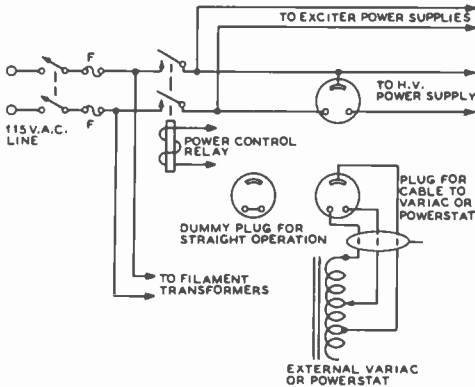 TO EXCITER POWER SUPPLIES
F
F
115 V. A.C.
LINE
TO H.V.
POWER SUPPLY
POWER CONTROL
RELAY
PLUG FOR
CABLE TO
VARIAC OR
POWERSTAT
DUMMY PLUG FOR
STRAIGHT OPERATION
TO FILAMENT
TRANSFORMERS
EXTERNAL VARIAC
OR POWERSTAT